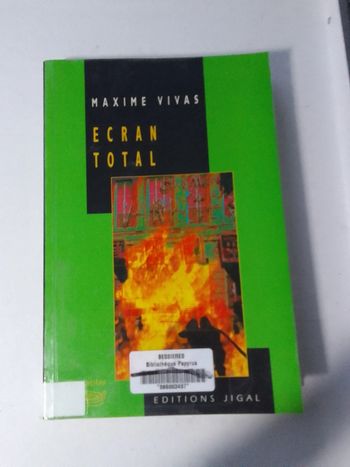 MAXIME VIVAS
ECRAN
TOTAL
BESSIERES
Bibliothèque Papyrus
EDITIONS JIGAL